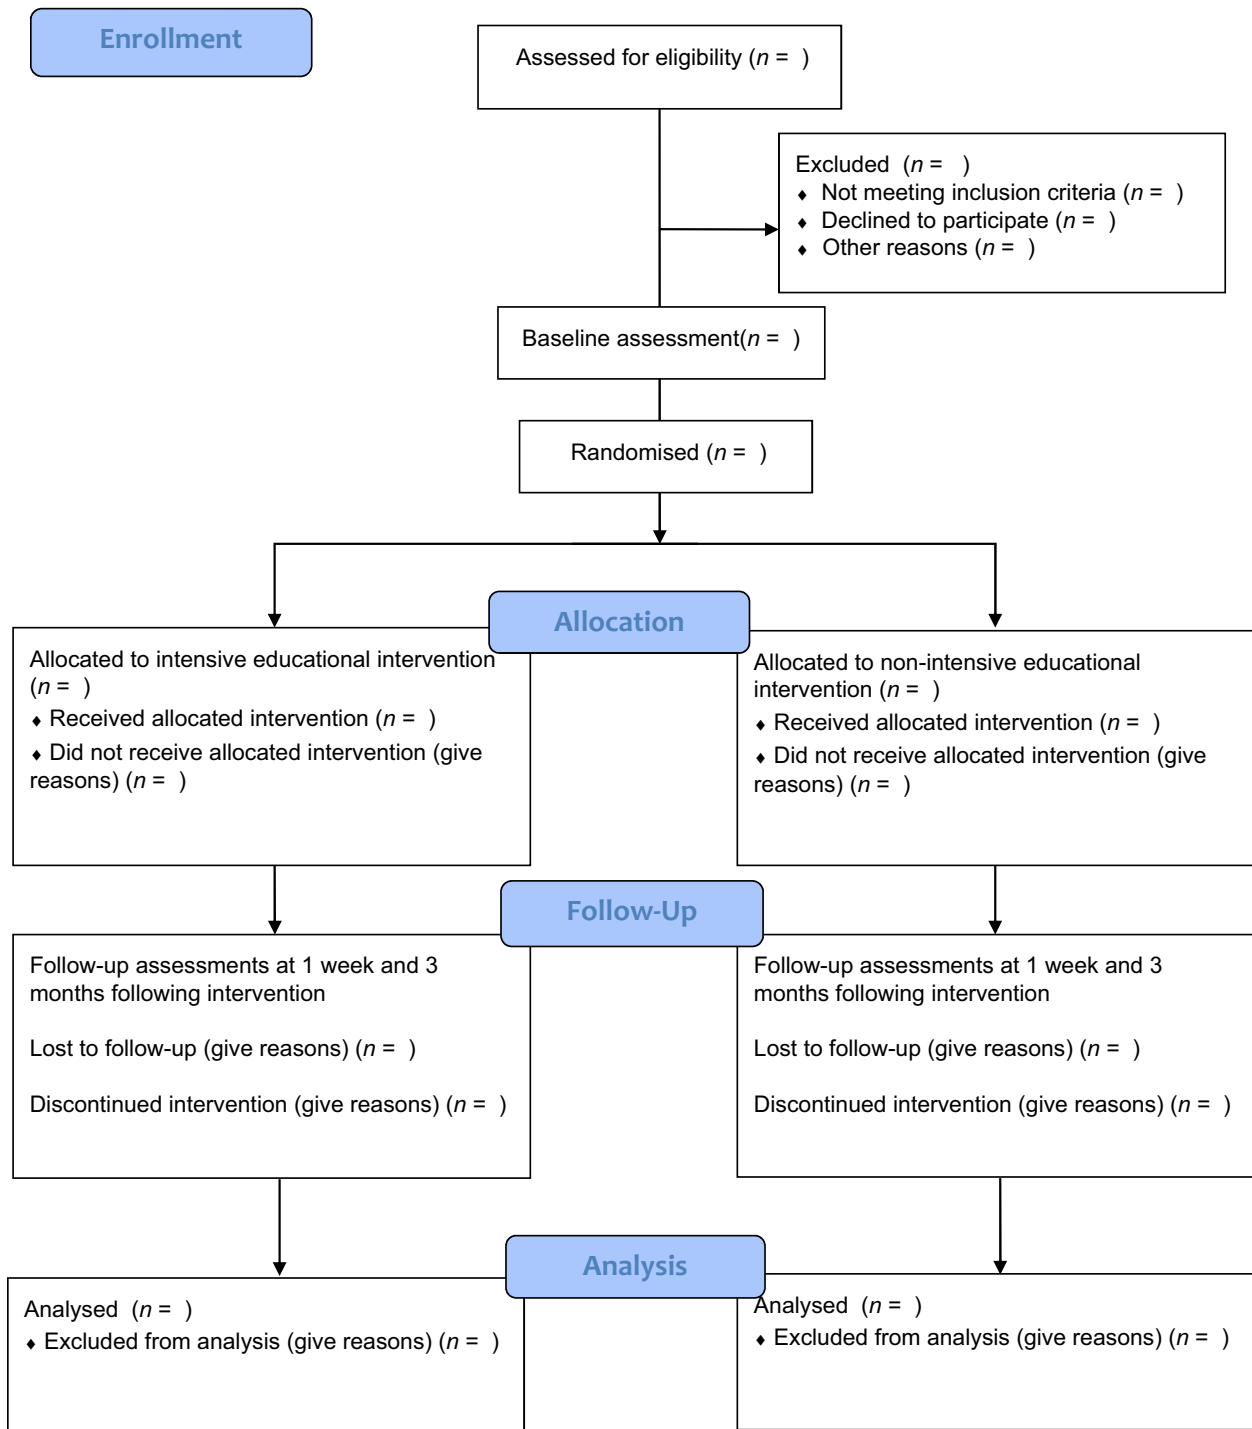 Enrollment
Assessed for eligibility (n =  )
Excluded  (n =  )
♦ Not meeting inclusion criteria (n =  )
♦ Declined to participate (n =  )
♦ Other reasons (n =  )
Baseline assessment(n =  )
Randomised (n =  )
Allocation
Allocated to intensive educational intervention
(n =  )
♦ Received allocated intervention (n =  )
♦ Did not receive allocated intervention (give
reasons) (n =  )
Allocated to non-intensive educational
intervention (n =  )
♦ Received allocated intervention (n =  )
♦ Did not receive allocated intervention (give
reasons) (n =  )
Follow-Up
Follow-up assessments at 1 week and 3
months following intervention
Lost to follow-up (give reasons) (n =  )
Discontinued intervention (give reasons) (n =  )
Follow-up assessments at 1 week and 3
months following intervention
Lost to follow-up (give reasons) (n =  )
Discontinued intervention (give reasons) (n =  )
Analysis
Analysed  (n =  )
♦ Excluded from analysis (give reasons) (n =  )
Analysed  (n =  )
♦ Excluded from analysis (give reasons) (n =  )